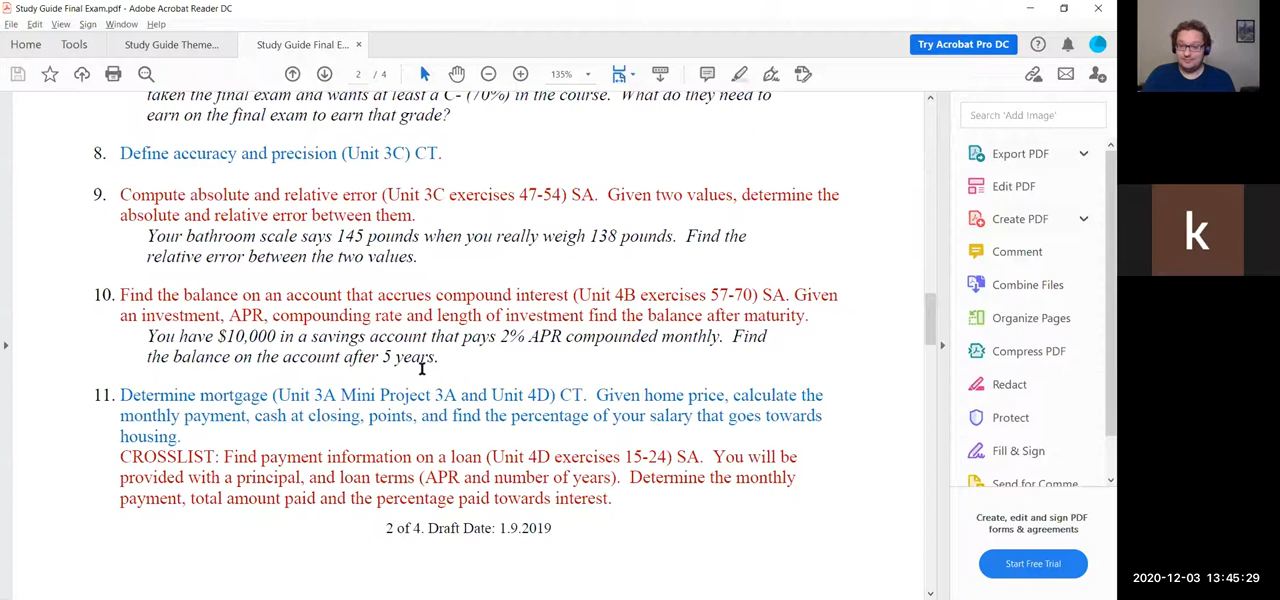 Study Guide Final Exam.pdf - Adobe Acrobat Reader DC
File Edit View Sign Window Help
Home Tools Study Guide Theme... Study Guide Final E... × Try Acrobat Pro DC
2 / 4 135%
taken the final exam and wants at least a C- (70%) in the course. What do they need to
earn on the final exam to earn that grade?
8. Define accuracy and precision (Unit 3C) CT.
9. Compute absolute and relative error (Unit 3C exercises 47-54) SA. Given two values, determine the
absolute and relative error between them.
Your bathroom scale says 145 pounds when you really weigh 138 pounds. Find the
relative error between the two values.
10. Find the balance on an account that accrues compound interest (Unit 4B exercises 57-70) SA. Given
an investment, APR, compounding rate and length of investment find the balance after maturity.
You have $10,000 in a savings account that pays 2% APR compounded monthly. Find
the balance on the account after 5 years.
11. Determine mortgage (Unit 3A Mini Project 3A and Unit 4D) CT. Given home price, calculate the
monthly payment, cash at closing, points, and find the percentage of your salary that goes towards
housing.
CROSSLIST: Find payment information on a loan (Unit 4D exercises 15-24) SA. You will be
provided with a principal, and loan terms (APR and number of years). Determine the monthly
payment, total amount paid and the percentage paid towards interest.
2 of 4. Draft Date: 1.9.2019
Search 'Add Image'
Export PDF
Edit PDF
Create PDF
Comment
Combine Files
Organize Pages
Compress PDF
Redact
Protect
Fill & Sign
Send for Comme
Create, edit and sign PDF
forms & agreements
Start Free Trial
k
2020-12-03 13:45:29